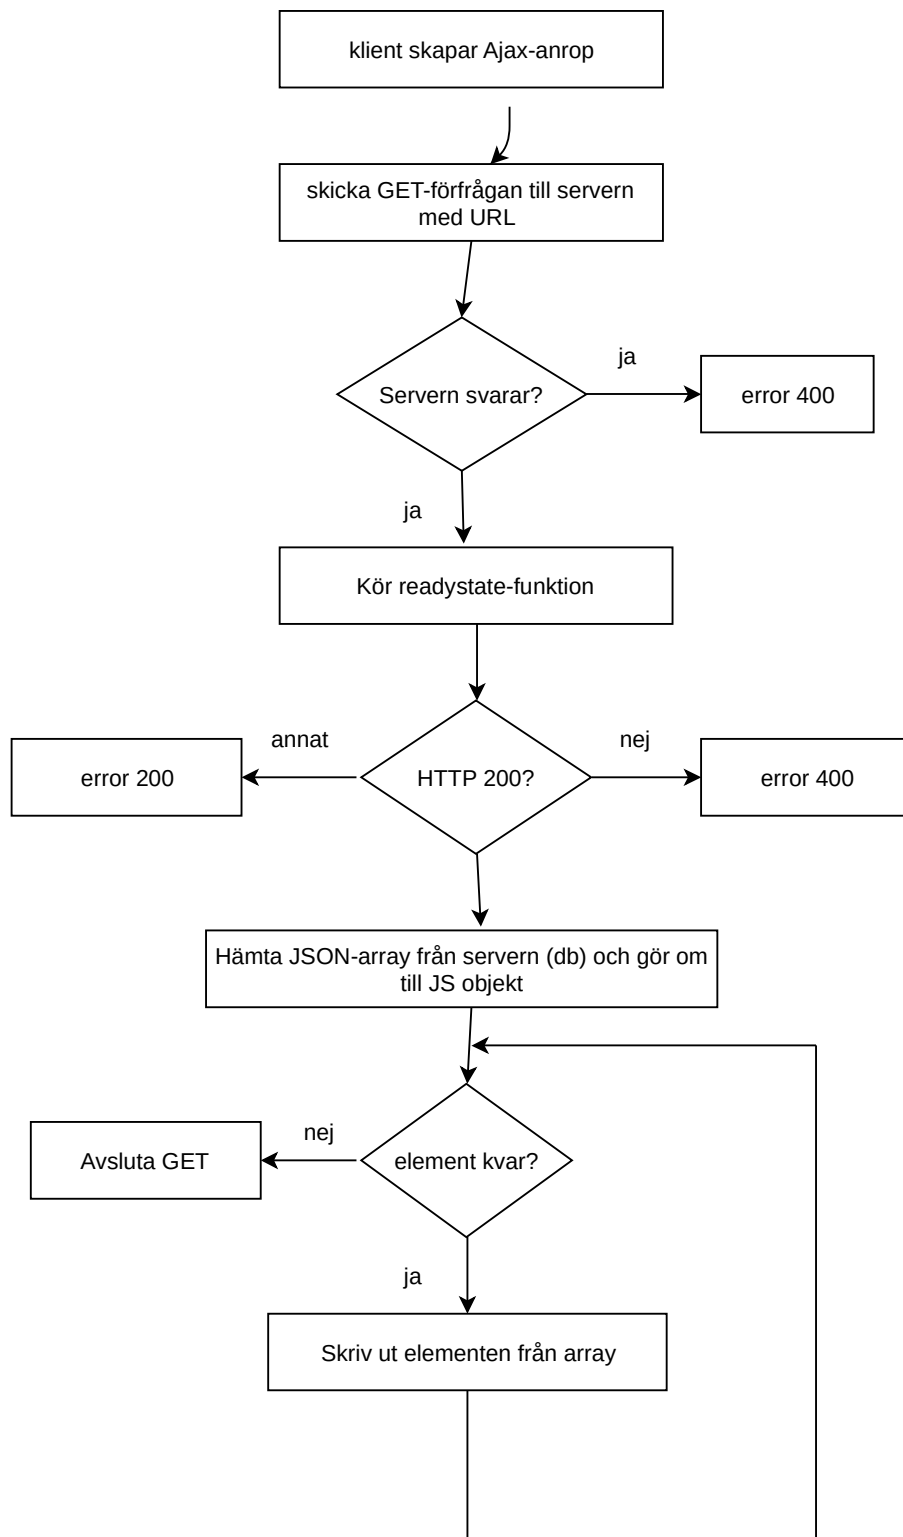 klient skapar Ajax-anrop
skicka GET-förfrågan till servern
med URL
ja
Servern svarar?
error 400
ja
Kör readystate-funktion
annat
nej
error 200
HTTP 200?
error 400
Hämta JSON-array från servern (db) och gör om
till JS objekt
nej
Avsluta GET
element kvar?
ja
Skriv ut elementen från array